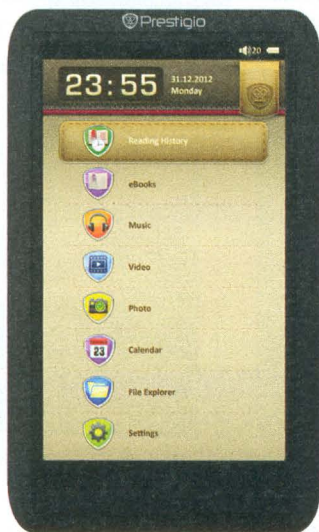 Prestigio
20
23:55
31.12.2012
Monday
Reading History
eBooks
Music
Video
Photo
23
Calendar
File Explorer
Settings